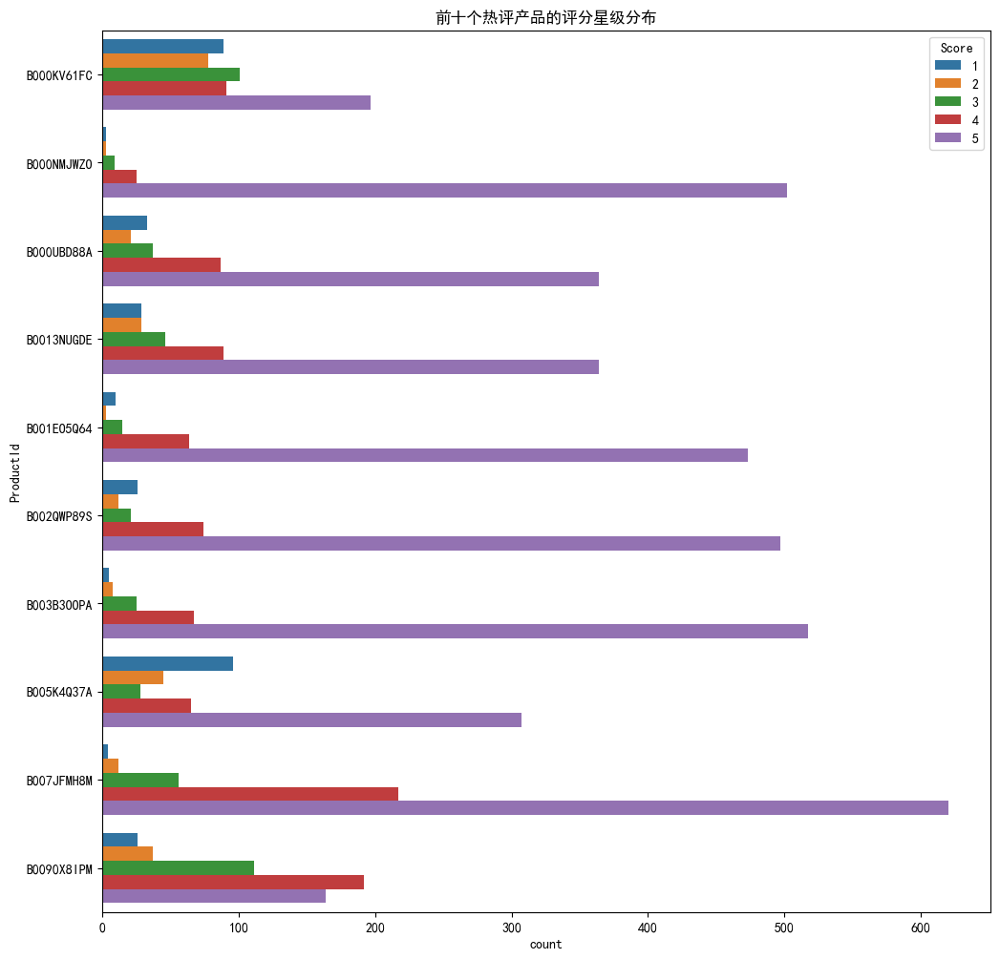 前十个热评产品的评分星级分布
Score
1
2
3
4
5
ProductId
B000KV61FC
B000NMJWZO
B000UBD88A
B0013NUGDE
B001EO5Q64
B002QWP89S
B003B3OOPA
B005K4Q37A
B007JFMH8M
B0090X8IPM
0 100 200 300 400 500 600
count